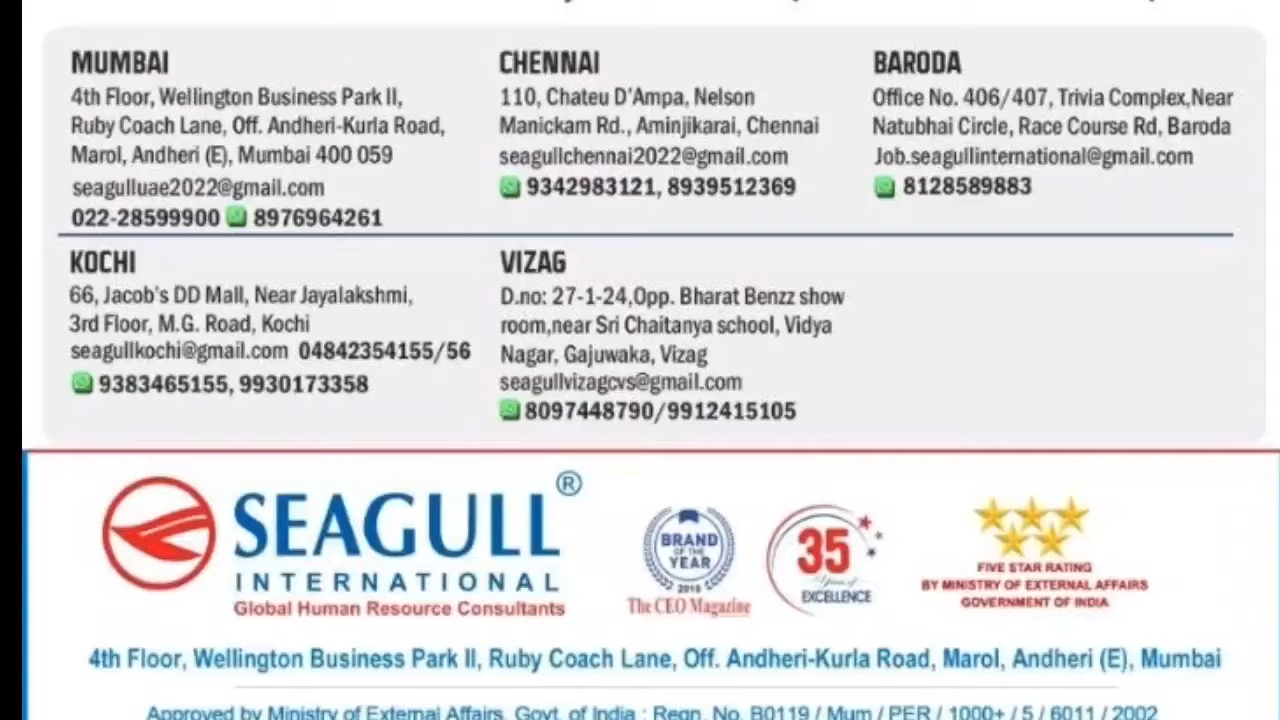 MUMBAI
4th Floor, Wellington Business Park II,
Ruby Coach Lane, Off. Andheri-Kurla Road,
Marol, Andheri (E), Mumbai 400 059
seagulluae2022@gmail.com
022-28599900 8976964261
CHENNAI
110, Chateu D'Ampa, Nelson
Manickam Rd., Aminjikarai, Chennai
seagullchennai2022@gmail.com
9342983121, 8939512369
BARODA
Office No. 406/407, Trivia Complex,Near
Natubhai Circle, Race Course Rd, Baroda
Job.seagullinternational@gmail.com
8128589883
KOCHI
66, Jacob's DD Mall, Near Jayalakshmi,
3rd Floor, M.G. Road, Kochi
seagullkochi@gmail.com 04842354155/56
9383465155, 9930173358
VIZAG
D.no: 27-1-24,Opp. Bharat Benzz show
room,near Sri Chaitanya school, Vidya
Nagar, Gajuwaka, Vizag
seagullvizagcvs@gmail.com
8097448790/9912415105
SEAGULL ®
INTERNATIONAL
Global Human Resource Consultants
BRAND
OF THE
YEAR
2018
The CEO Magazine
35
Years of
EXCELLENCE
FIVE STAR RATING
BY MINISTRY OF EXTERNAL AFFAIRS
GOVERNMENT OF INDIA
4th Floor, Wellington Business Park II, Ruby Coach Lane, Off. Andheri-Kurla Road, Marol, Andheri (E), Mumbai
Approved by Ministry of External Affairs, Govt. of India : Regn. No. B0119 / Mum / PER / 1000+ / 5 / 6011 / 2002